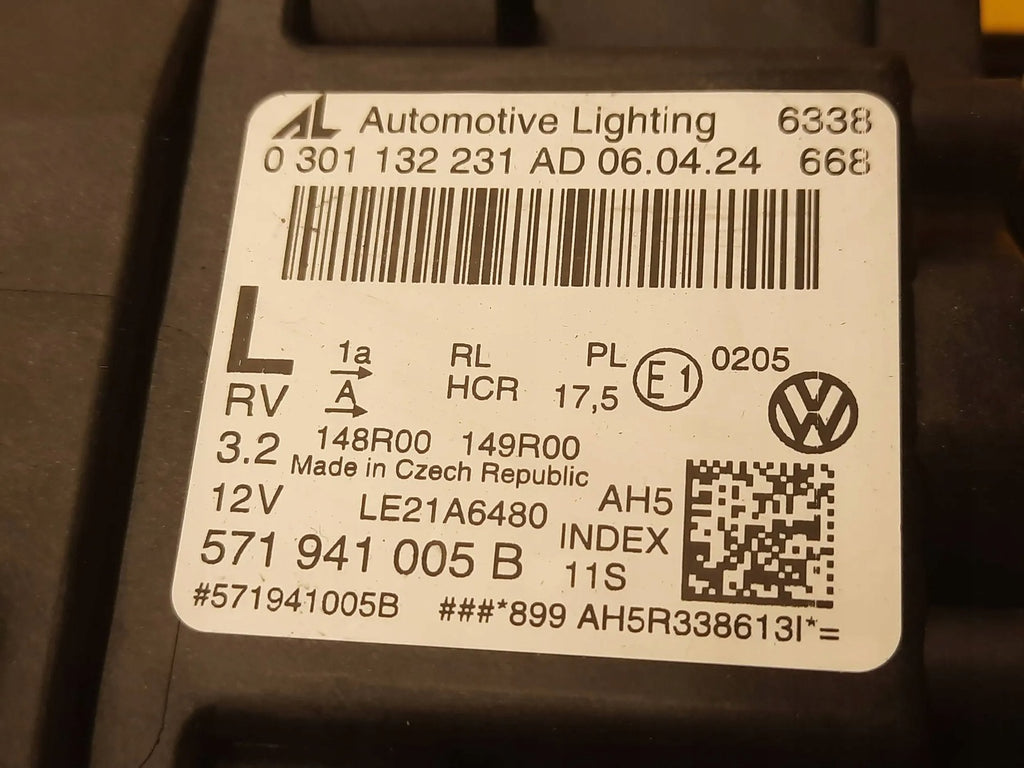 AL Automotive Lighting 6338
0 301 132 231 AD 06.04.24 668
L 1a RL PL E1 0205
RV A HCR 17,5
3.2 148R00 149R00
Made in Czech Republic
12V LE21A6480 AH5
571 941 005 B INDEX
11S
#571941005B ###*899 AH5R338613I*=
VW